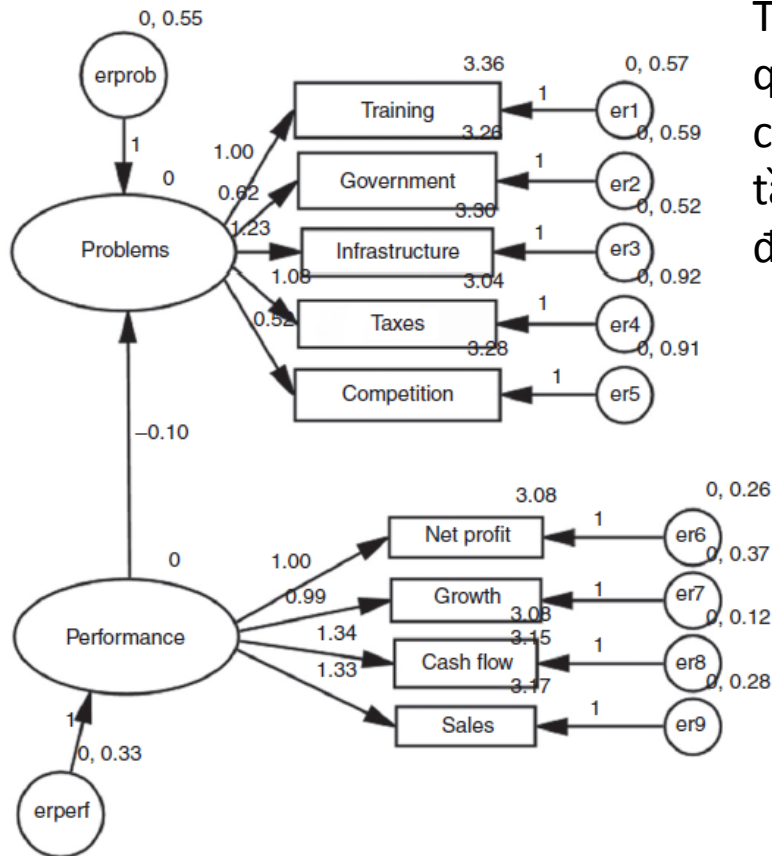 0, 0.55
erprob
1
0
Problems
1.00
0.62
1.23
1.08
0.52
3.36
Training
1
0, 0.57
er1
3.26
Government
1
0, 0.59
er2
3.30
Infrastructure
1
0, 0.52
er3
3.04
Taxes
1
0, 0.92
er4
3.28
Competition
1
0, 0.91
er5
–0.10
0
Performance
1.00
0.99
1.34
1.33
3.08
Net profit
1
0, 0.26
er6
Growth
3.08
1
0, 0.37
er7
3.15
Cash flow
1
0, 0.12
er8
3.17
Sales
1
0, 0.28
er9
1
0, 0.33
erperf
T
q
c
đ